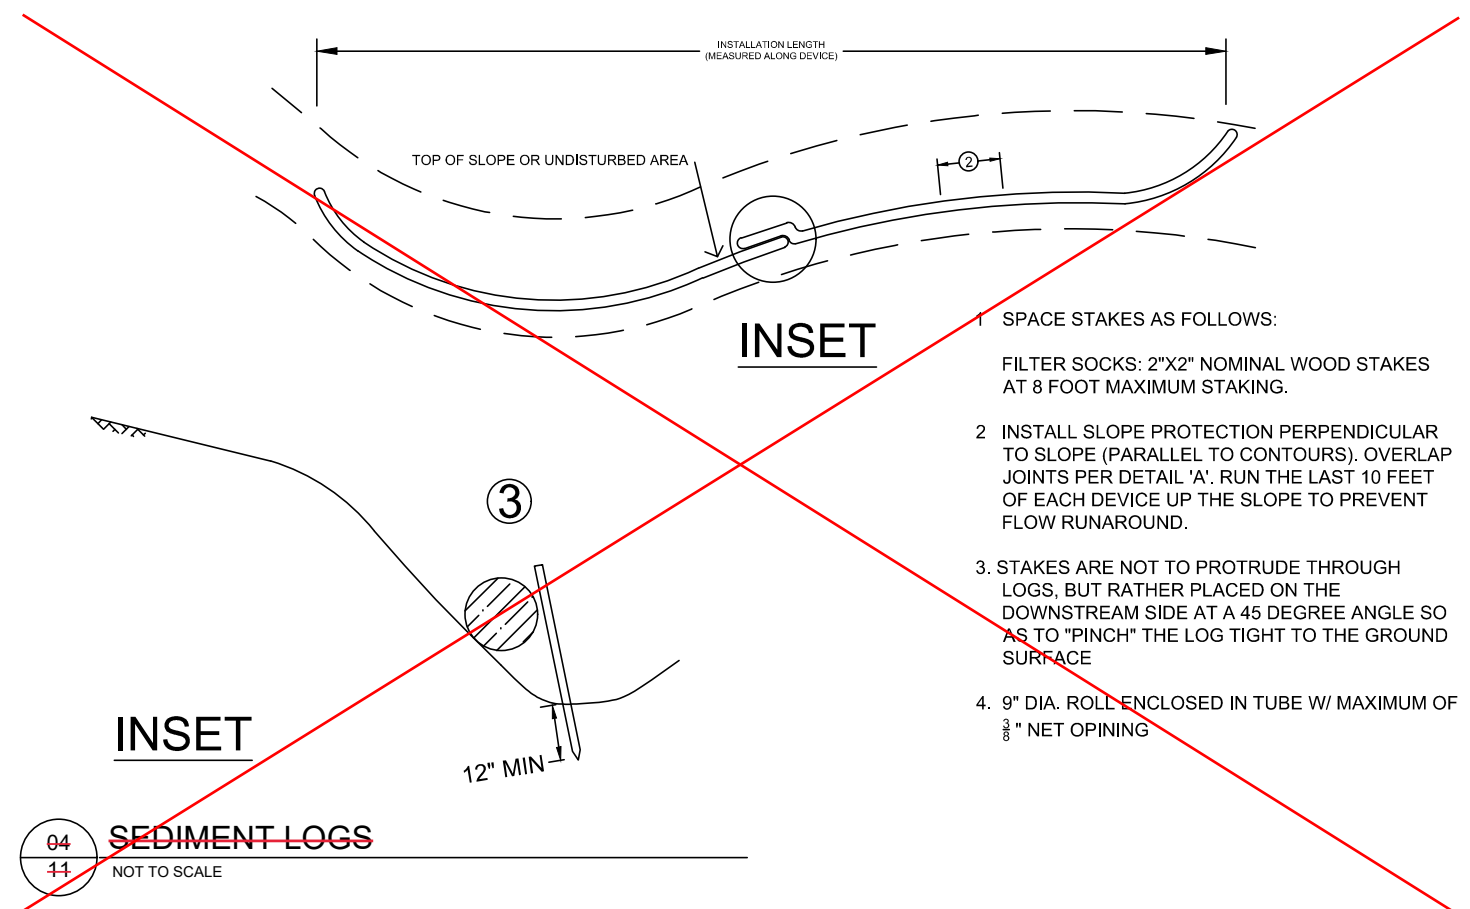 INSTALLATION LENGTH
(MEASURED ALONG DEVICE)
TOP OF SLOPE OR UNDISTURBED AREA
2
INSET
1 SPACE STAKES AS FOLLOWS:
FILTER SOCKS: 2"X2" NOMINAL WOOD STAKES
AT 8 FOOT MAXIMUM STAKING.
2 INSTALL SLOPE PROTECTION PERPENDICULAR
TO SLOPE (PARALLEL TO CONTOURS). OVERLAP
JOINTS PER DETAIL 'A'. RUN THE LAST 10 FEET
OF EACH DEVICE UP THE SLOPE TO PREVENT
FLOW RUNAROUND.
3. STAKES ARE NOT TO PROTRUDE THROUGH
LOGS, BUT RATHER PLACED ON THE
DOWNSTREAM SIDE AT A 45 DEGREE ANGLE SO
AS TO "PINCH" THE LOG TIGHT TO THE GROUND
SURFACE
4. 9" DIA. ROLL ENCLOSED IN TUBE W/ MAXIMUM OF
3/8" NET OPINING
3
INSET
12" MIN
04
11
SEDIMENT LOGS
NOT TO SCALE